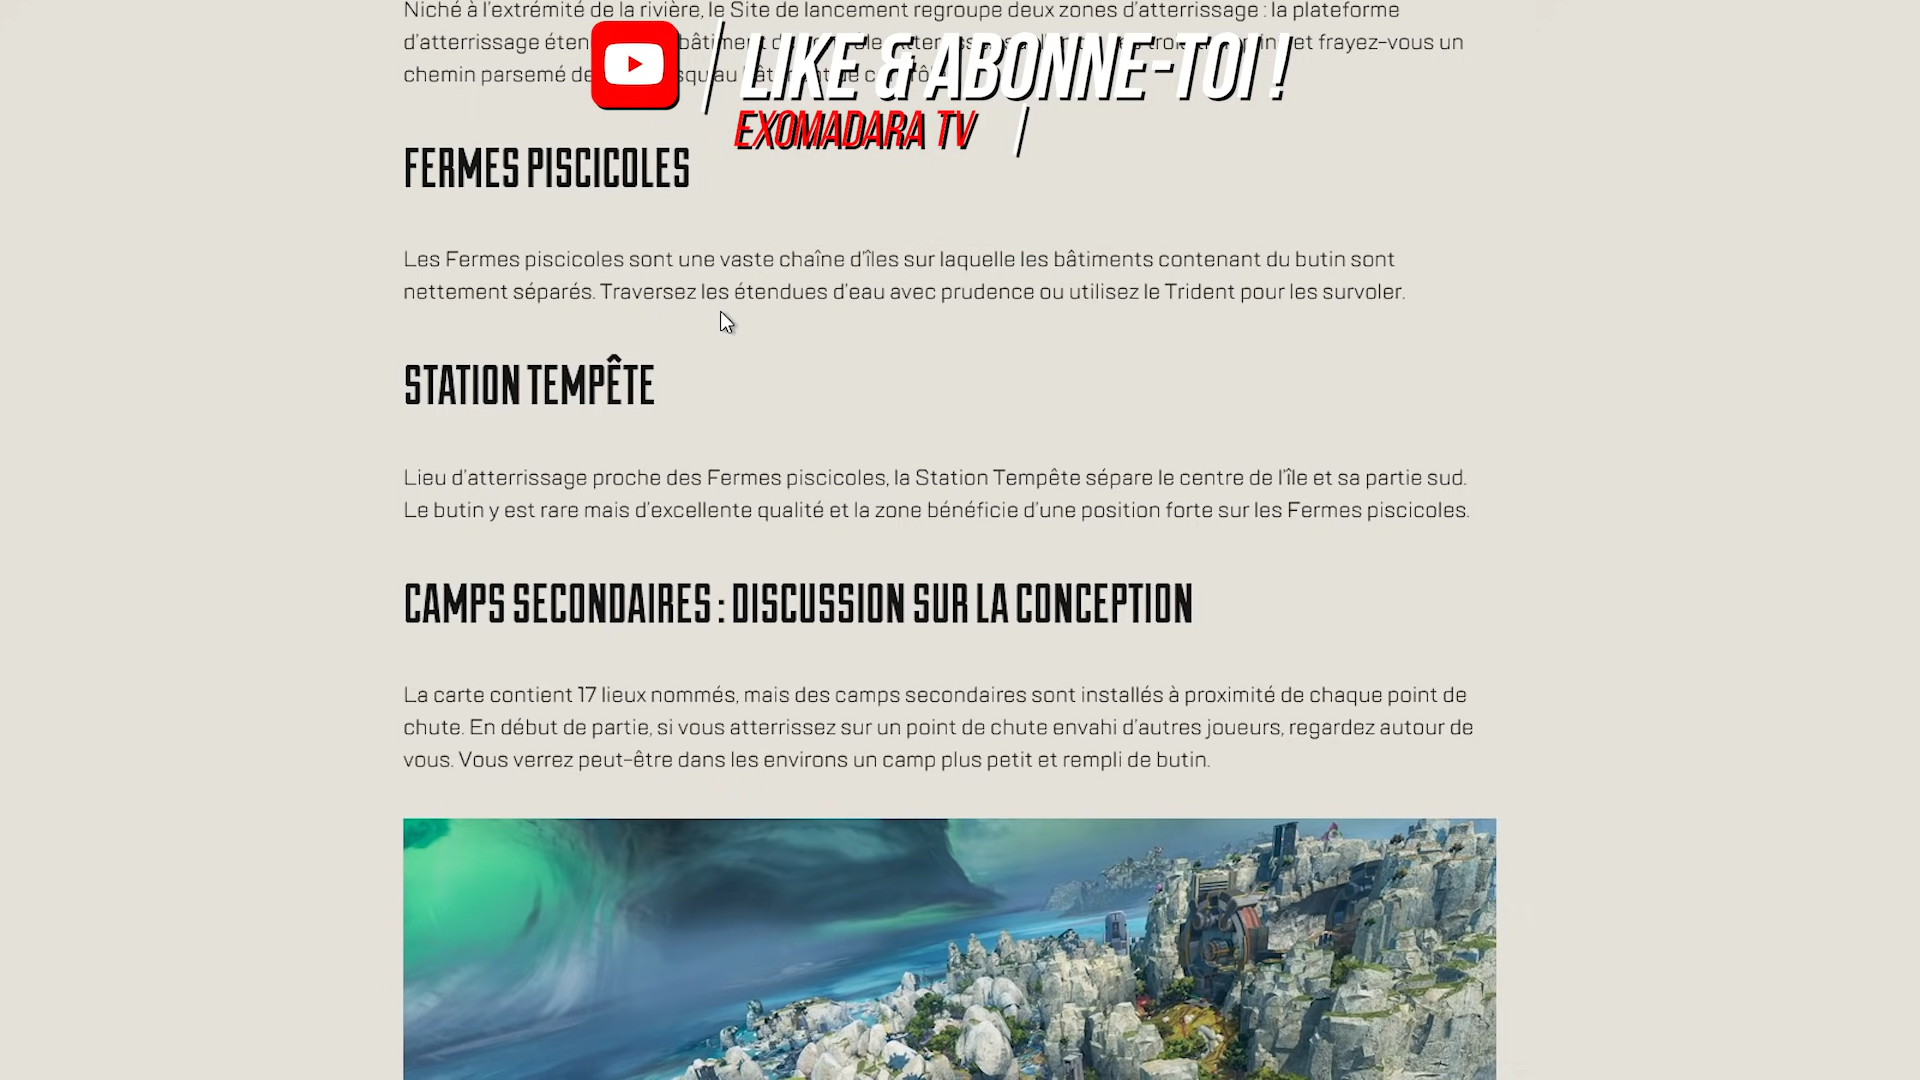 Niché à l'extrémité de la rivière, le Site de lancement regroupe deux zones d'atterrissage : la plateforme
d'atterrissage et frayez-vous un
chemin parsemé
LIKE & ABONNE-TOI !
EXOMADARA TV
FERMES PISCICOLES
Les Fermes piscicoles sont une vaste chaîne d'îles sur laquelle les bâtiments contenant du butin sont
nettement séparés. Traversez les étendues d'eau avec prudence ou utilisez le Trident pour les survoler.
STATION TEMPÊTE
Lieu d'atterrissage proche des Fermes piscicoles, la Station Tempête sépare le centre de l'île et sa partie sud.
Le butin y est rare mais d'excellente qualité et la zone bénéficie d'une position forte sur les Fermes piscicoles.
CAMPS SECONDAIRES : DISCUSSION SUR LA CONCEPTION
La carte contient 17 lieux nommés, mais des camps secondaires sont installés à proximité de chaque point de
chute. En début de partie, si vous atterrissez sur un point de chute envahi d'autres joueurs, regardez autour de
vous. Vous verrez peut-être dans les environs un camp plus petit et rempli de butin.